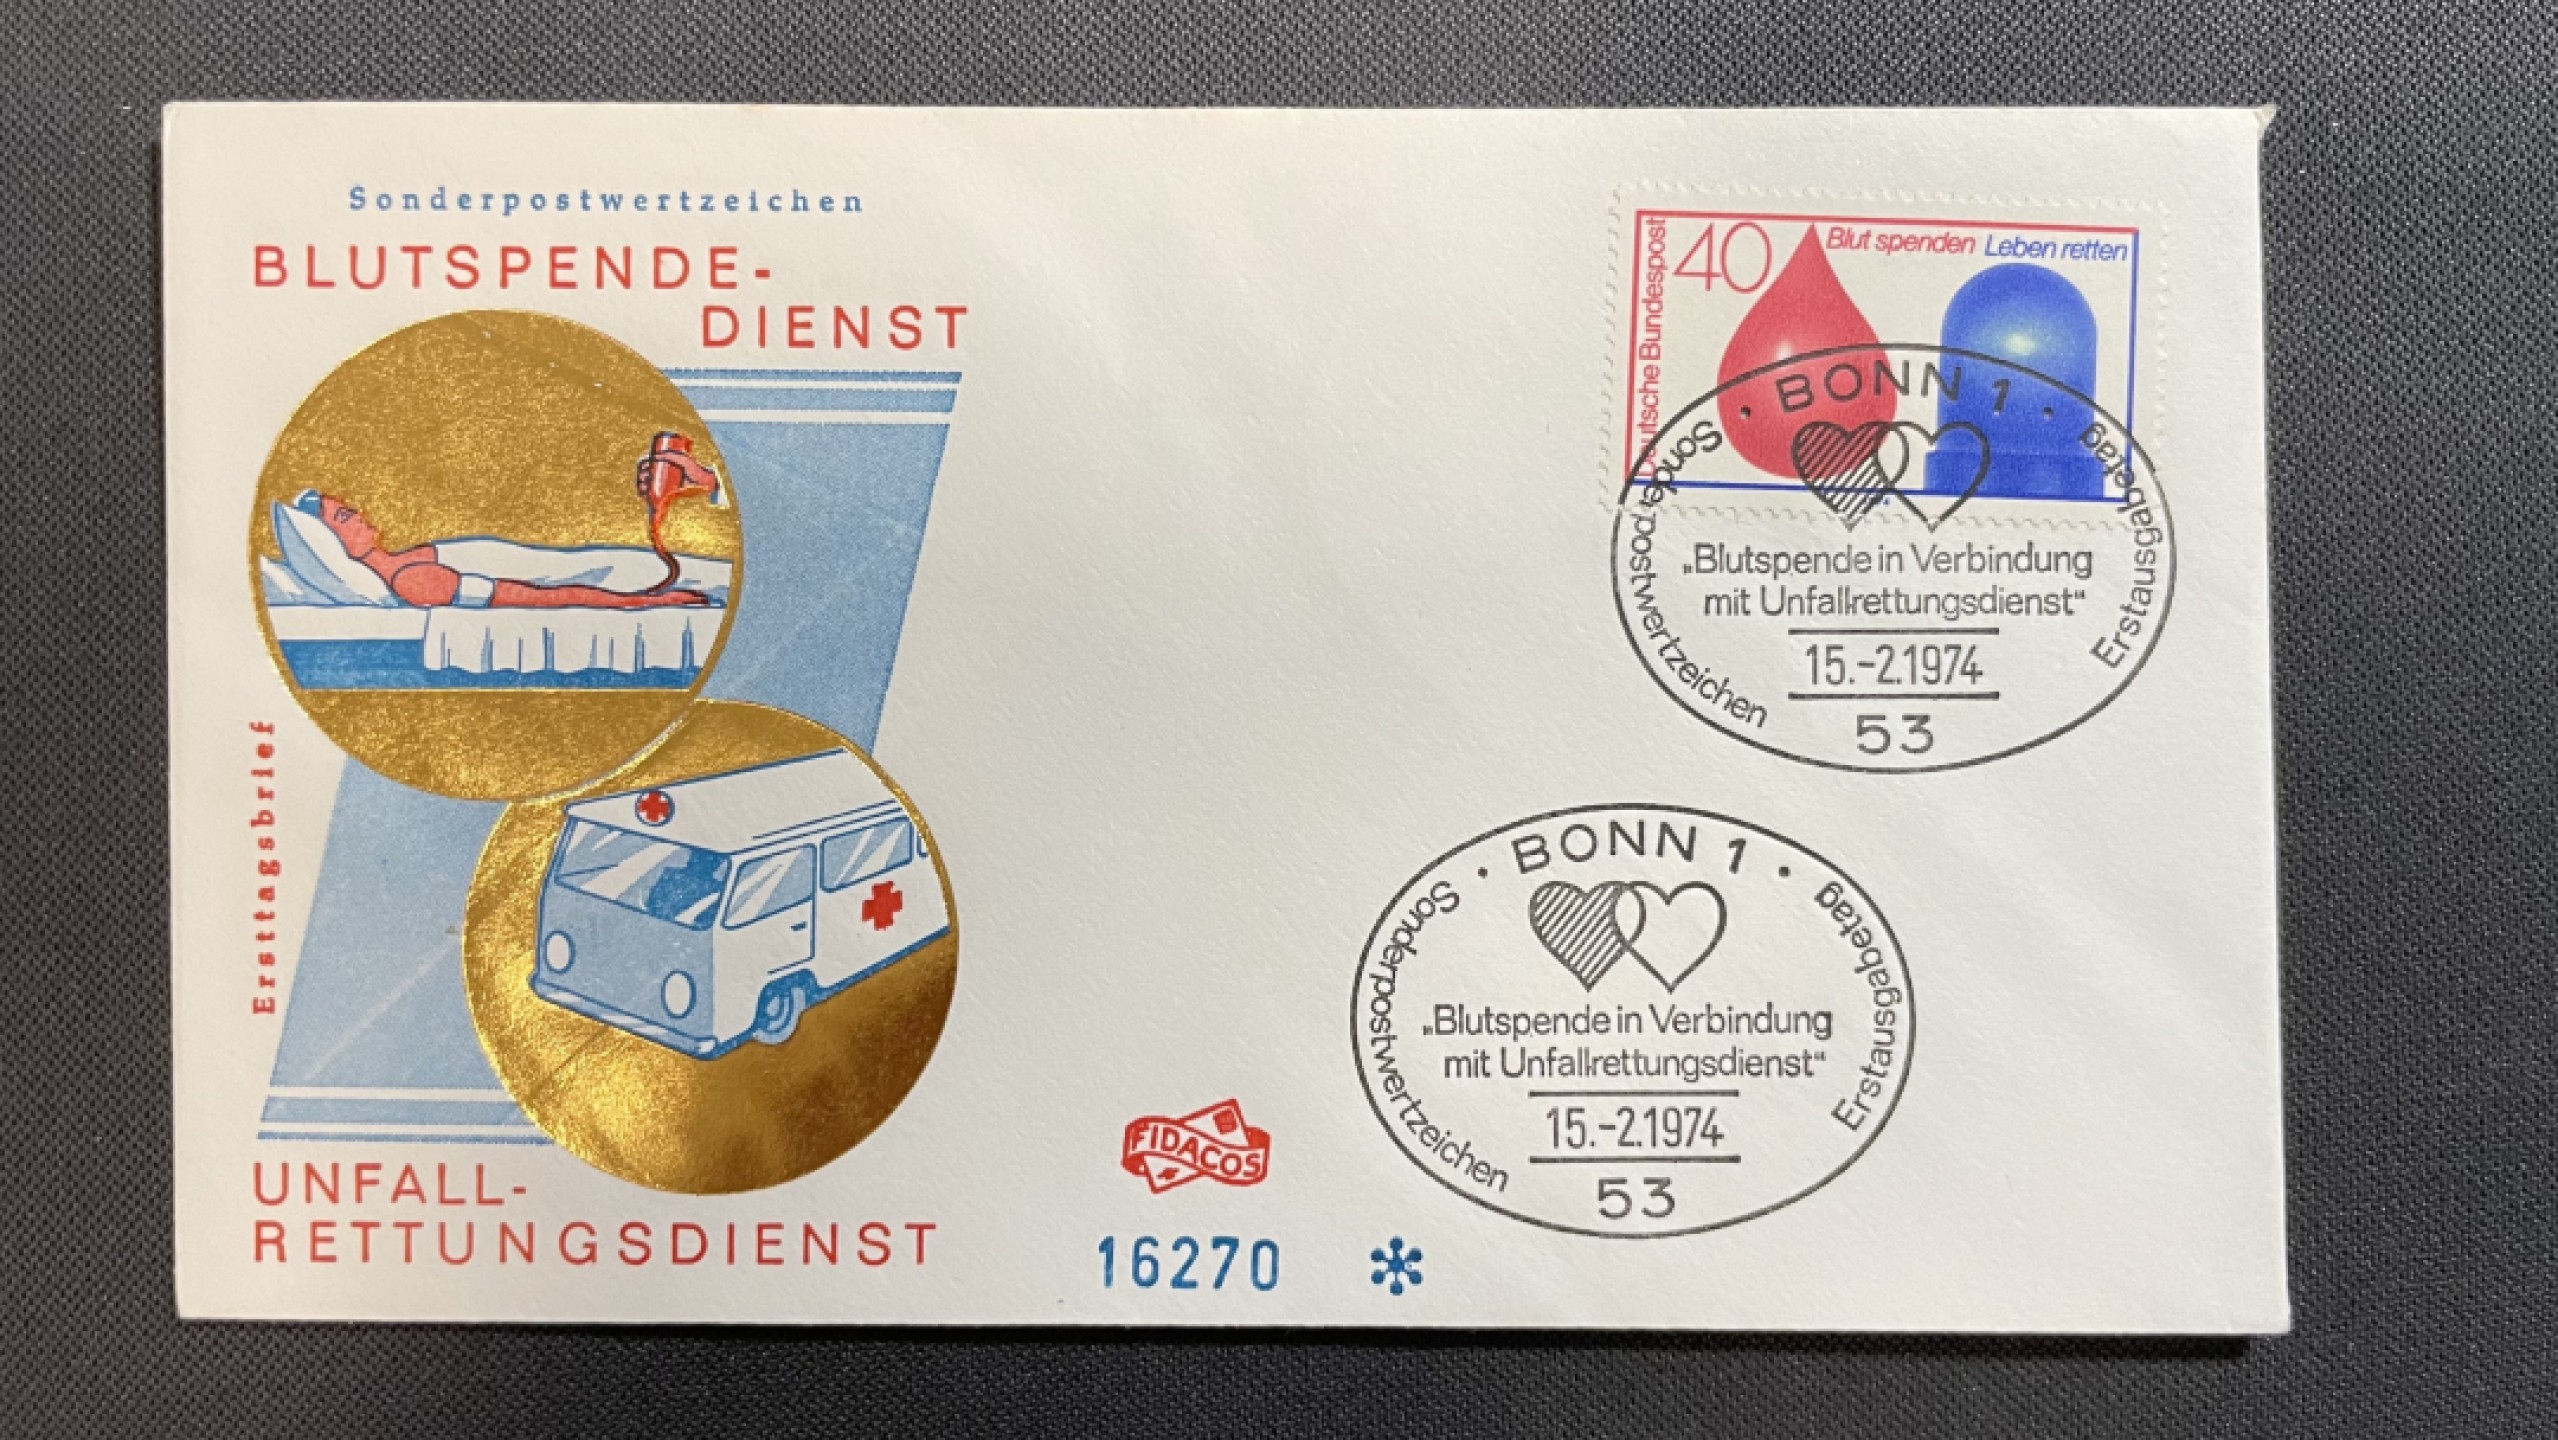 Sonderpostwertzeichen
BLUTSPENDE-
DIENST
Ersttagsbrief
UNFALL-
RETTUNGSDIENST
FIDACOS
16270
Deutsche Bundespost
40
Blut spenden Leben retten
BONN 1
Sonderpostwertzeichen
Erstausgabetag
„Blutspende in Verbindung
mit Unfallrettungsdienst“
15.-2.1974
53
BONN 1
Sonderpostwertzeichen
Erstausgabetag
„Blutspende in Verbindung
mit Unfallrettungsdienst“
15.-2.1974
53